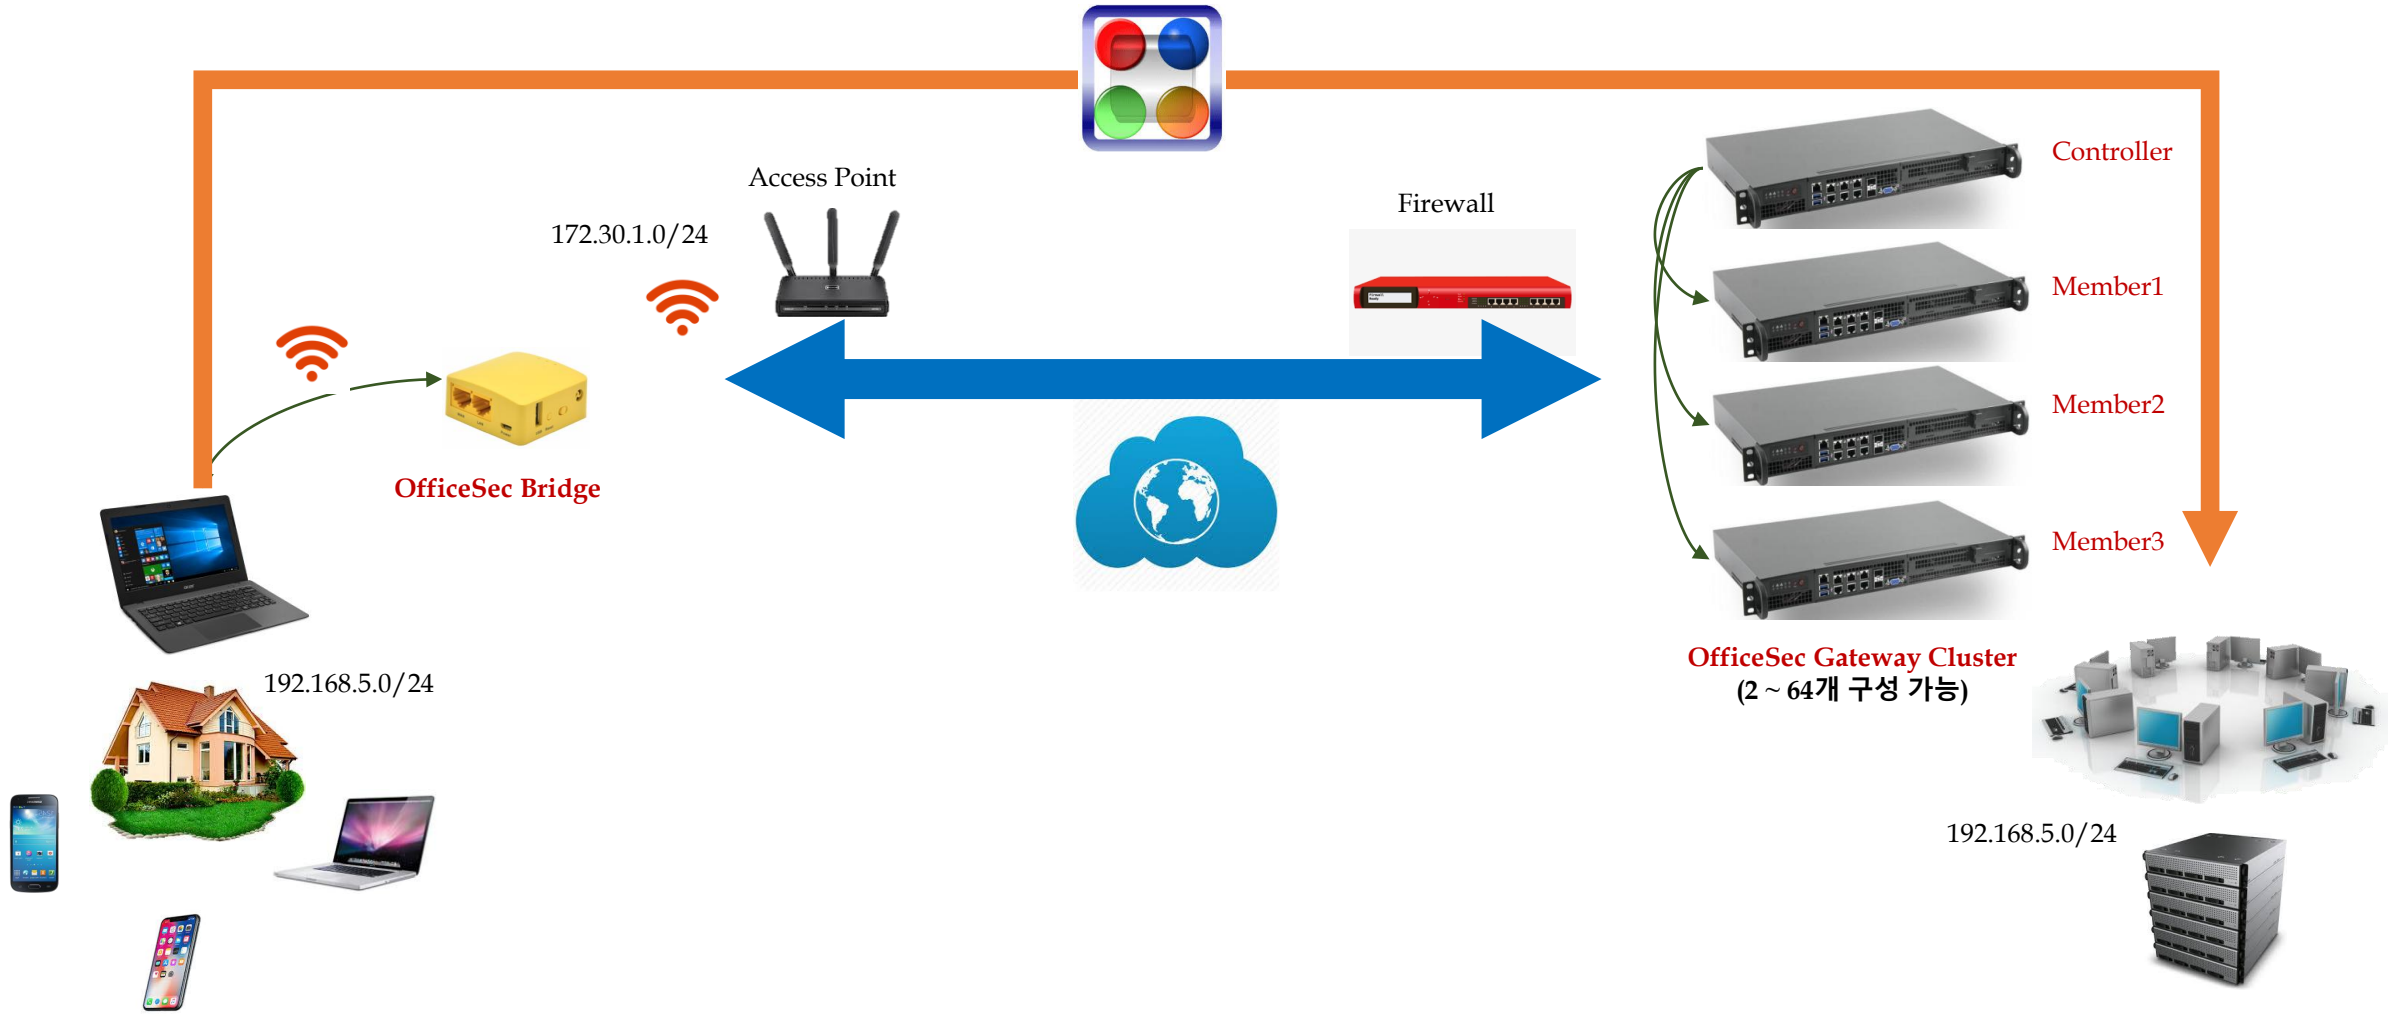 Controller
Access Point
Firewall
172.30.1.0/24
Member1
Member2
OfficeSec Bridge
Member3
OfficeSec Gateway Cluster
(2 ~ 64개 구성 가능)
192.168.5.0/24
192.168.5.0/24